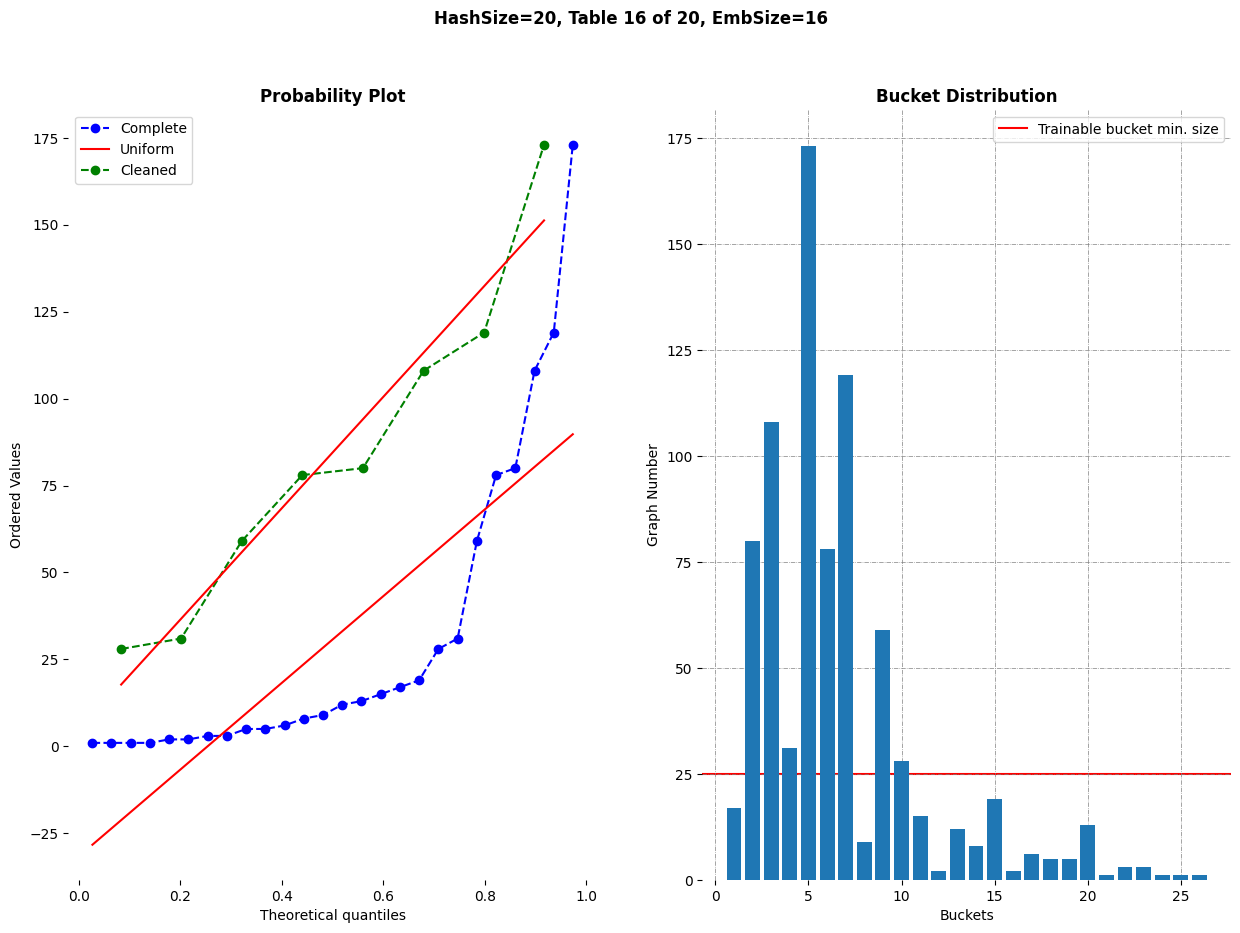 HashSize=20, Table 16 of 20, EmbSize=16
Probability Plot
Complete
Uniform
Cleaned
175
150
125
100
75
50
25
0
−25
Ordered Values
0.0 0.2 0.4 0.6 0.8 1.0
Theoretical quantiles
Bucket Distribution
Trainable bucket min. size
175
150
125
100
75
50
25
0
Graph Number
0 5 10 15 20 25
Buckets